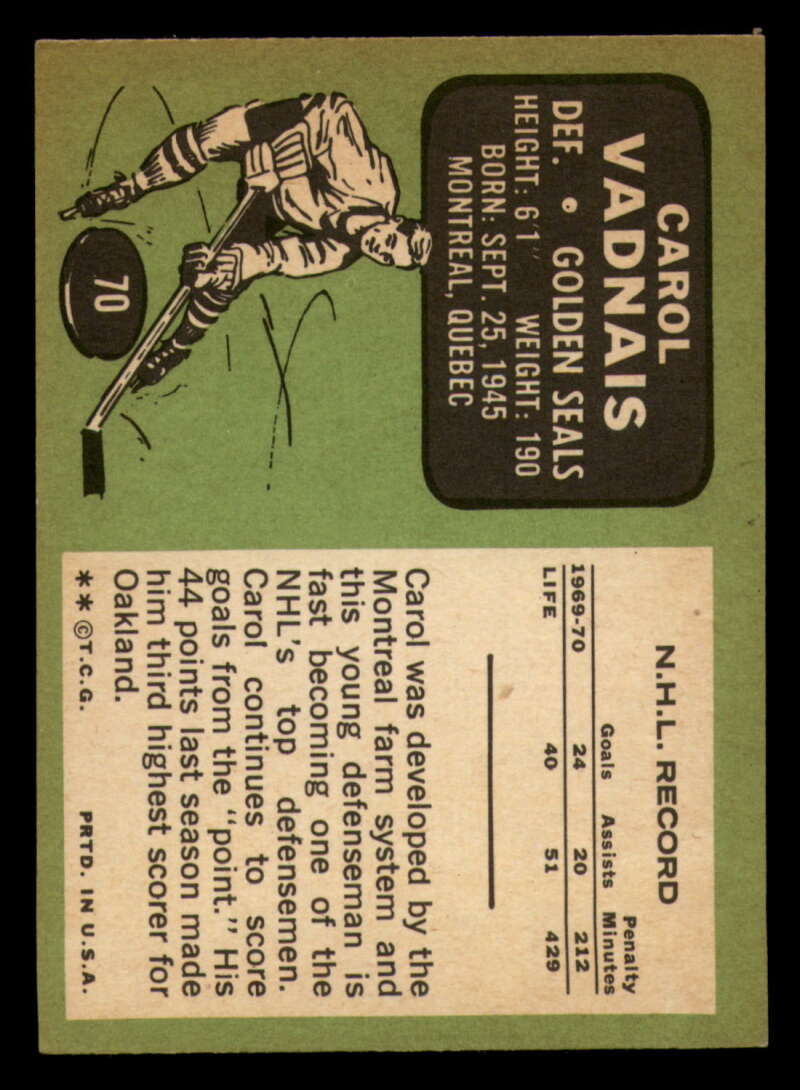 CAROL
VADNAIS
DEF. • GOLDEN SEALS
HEIGHT: 6'1" WEIGHT: 190
BORN: SEPT. 25, 1945
MONTREAL, QUEBEC
70
N.H.L. RECORD
Penalty
Goals Assists Minutes
1969-70 24 20 212
LIFE 40 51 429
Carol was developed by the
Montreal farm system and
this young defenseman is
fast becoming one of the
NHL's top defensemen.
Carol continues to score
goals from the "point." His
44 points last season made
him third highest scorer for
Oakland.
** ©T.C.G. PRTD. IN U.S.A.